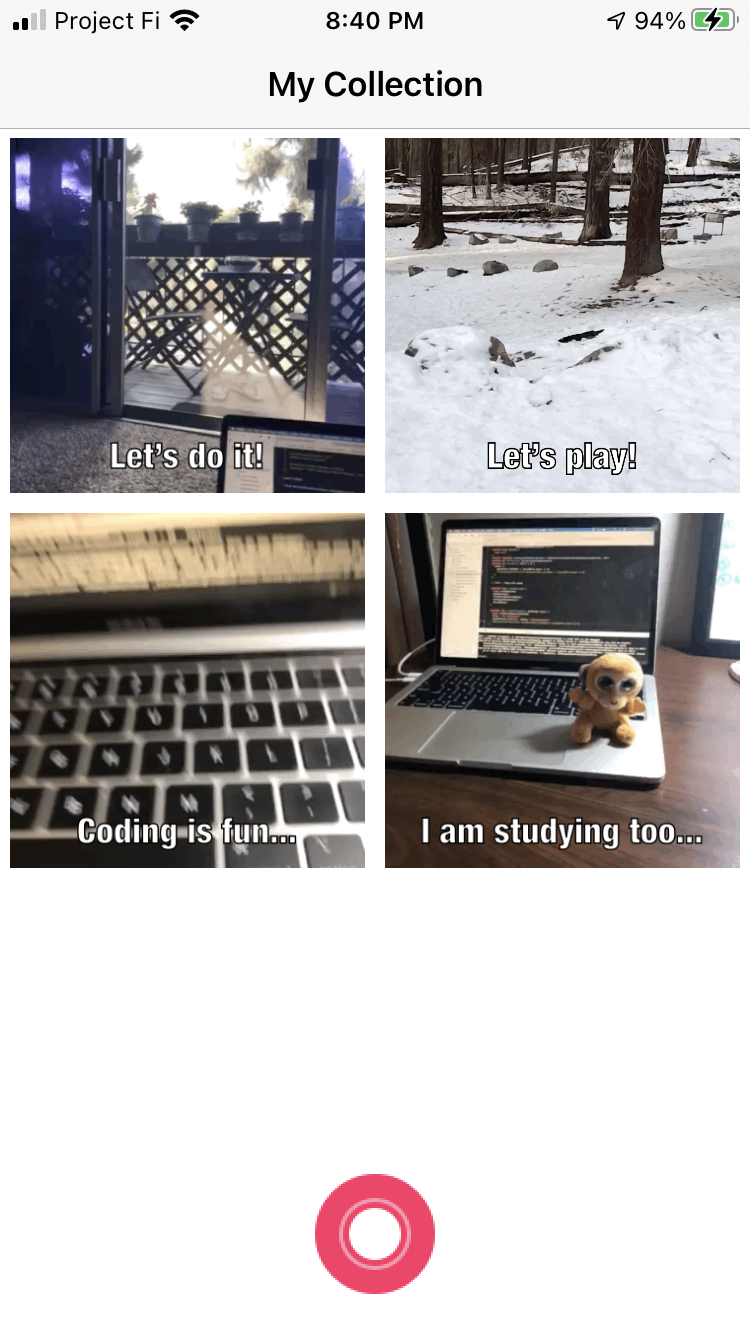 Project Fi
8:40 PM
94%
My Collection
Let's do it!
Let's play!
Coding is fun...
I am studying too...